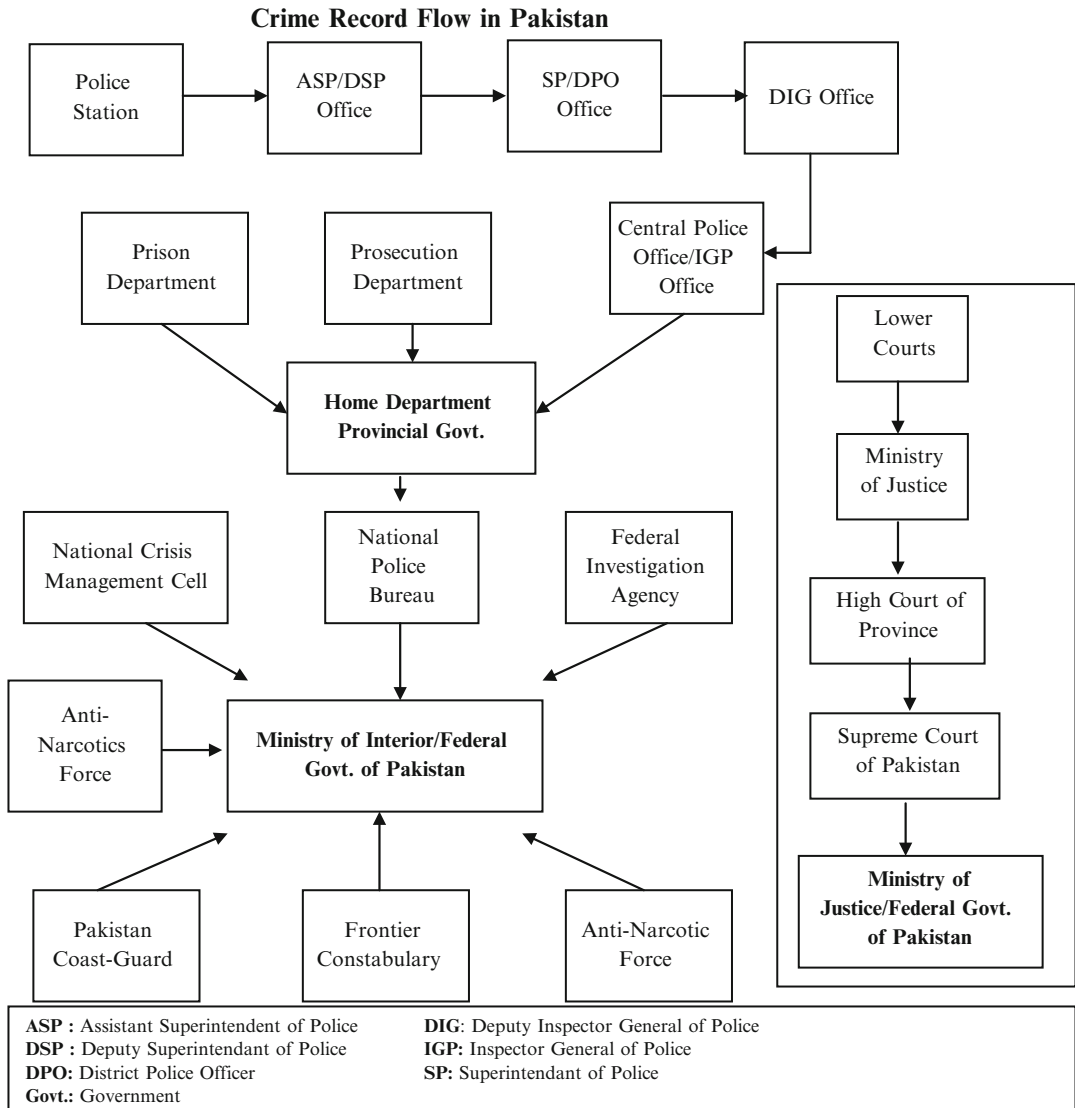 Crime Record Flow in Pakistan
Police
Station
ASP/DSP
Office
SP/DPO
Office
DIG Office
Prison
Department
Prosecution
Department
Central Police
Office/IGP
Office
Home Department
Provincial Govt.
National Crisis
Management Cell
National
Police
Bureau
Federal
Investigation
Agency
Anti-
Narcotics
Force
Ministry of Interior/Federal
Govt. of Pakistan
Pakistan
Coast-Guard
Frontier
Constabulary
Anti-Narcotic
Force
Lower
Courts
Ministry
of Justice
High Court of
Province
Supreme Court
of Pakistan
Ministry of
Justice/Federal Govt.
of Pakistan
ASP : Assistant Superintendent of Police
DSP : Deputy Superintendant of Police
DPO: District Police Officer
Govt.: Government
DIG: Deputy Inspector General of Police
IGP: Inspector General of Police
SP: Superintendant of Police